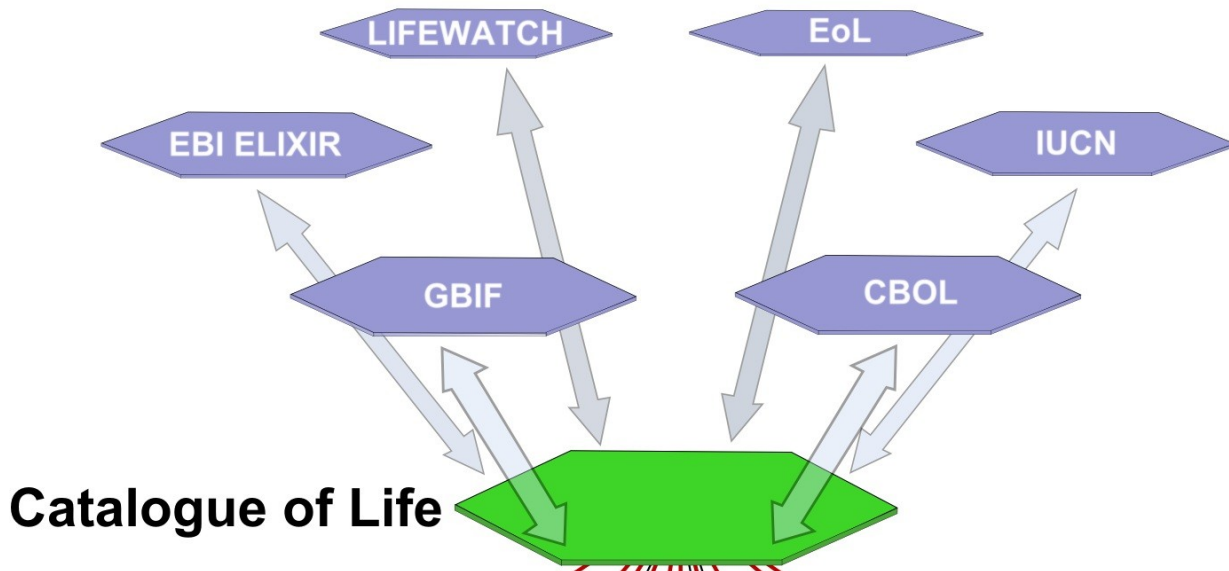 LIFEWATCH
EoL
EBI ELIXIR
IUCN
GBIF
CBOL
Catalogue of Life